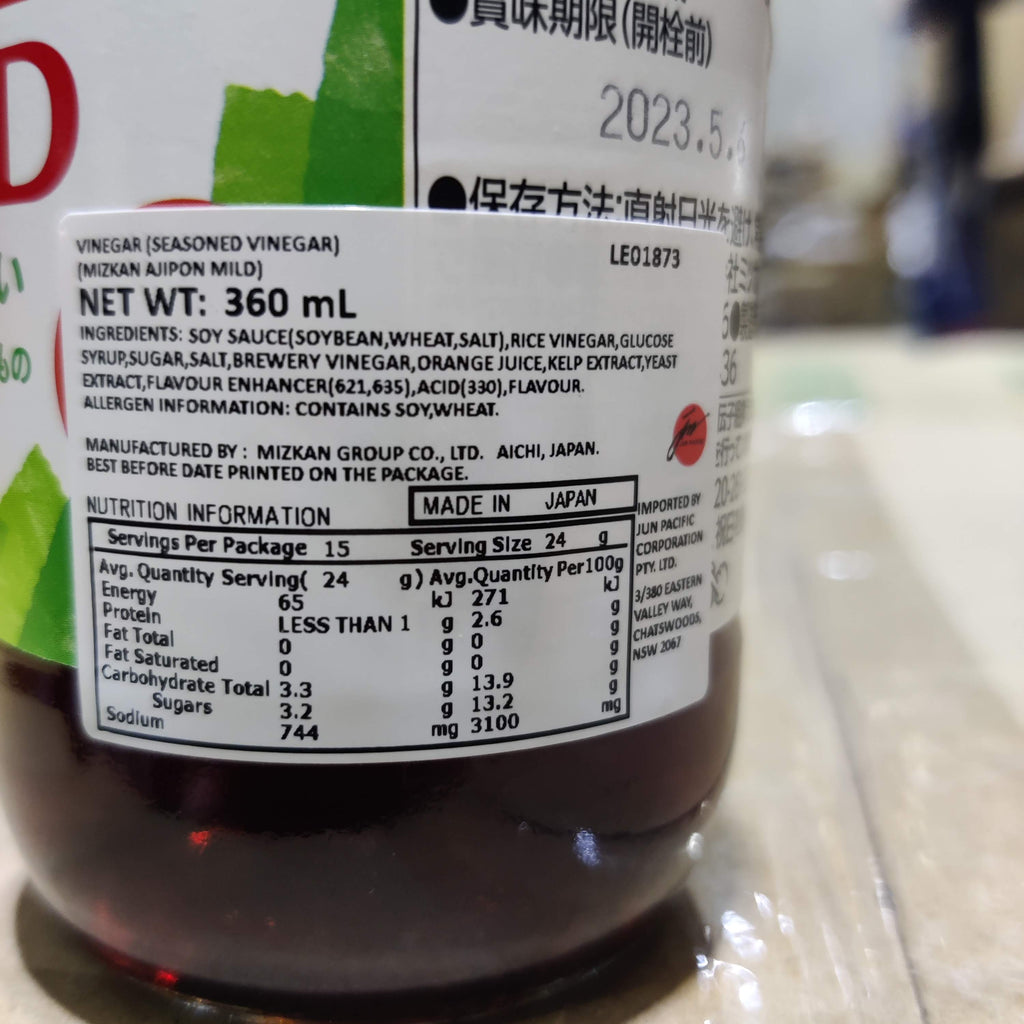 D
●賞味期限(開栓前)
2023.5.6
●保存方法:直射日光を避け
い
もの
VINEGAR (SEASONED VINEGAR)
LE01873
(MIZKAN AJIPON MILD)
NET WT: 360 mL
INGREDIENTS: SOY SAUCE(SOYBEAN,WHEAT,SALT),RICE VINEGAR,GLUCOSE
SYRUP,SUGAR,SALT,BREWERY VINEGAR,ORANGE JUICE,KELP EXTRACT,YEAST
EXTRACT,FLAVOUR ENHANCER(621,635),ACID(330),FLAVOUR.
ALLERGEN INFORMATION: CONTAINS SOY,WHEAT.
MANUFACTURED BY : MIZKAN GROUP CO., LTD. AICHI, JAPAN.
BEST BEFORE DATE PRINTED ON THE PACKAGE.
MADE IN JAPAN
NUTRITION INFORMATION
Servings Per Package 15 Serving Size 24 g
Avg. Quantity Serving( 24 g) Avg.Quantity Per100g
Energy 65 kJ 271 kJ
Protein LESS THAN 1 g 2.6 g
Fat Total 0 g 0 g
Fat Saturated 0 g 0 g
Carbohydrate Total 3.3 g 13.9 g
Sugars 3.2 g 13.2 g
Sodium 744 mg 3100 mg
IMPORTED BY
JUN PACIFIC
CORPORATION
PTY. LTD.
3/380 EASTERN
VALLEY WAY,
CHATSWOODS,
NSW 2067
社ミ
36